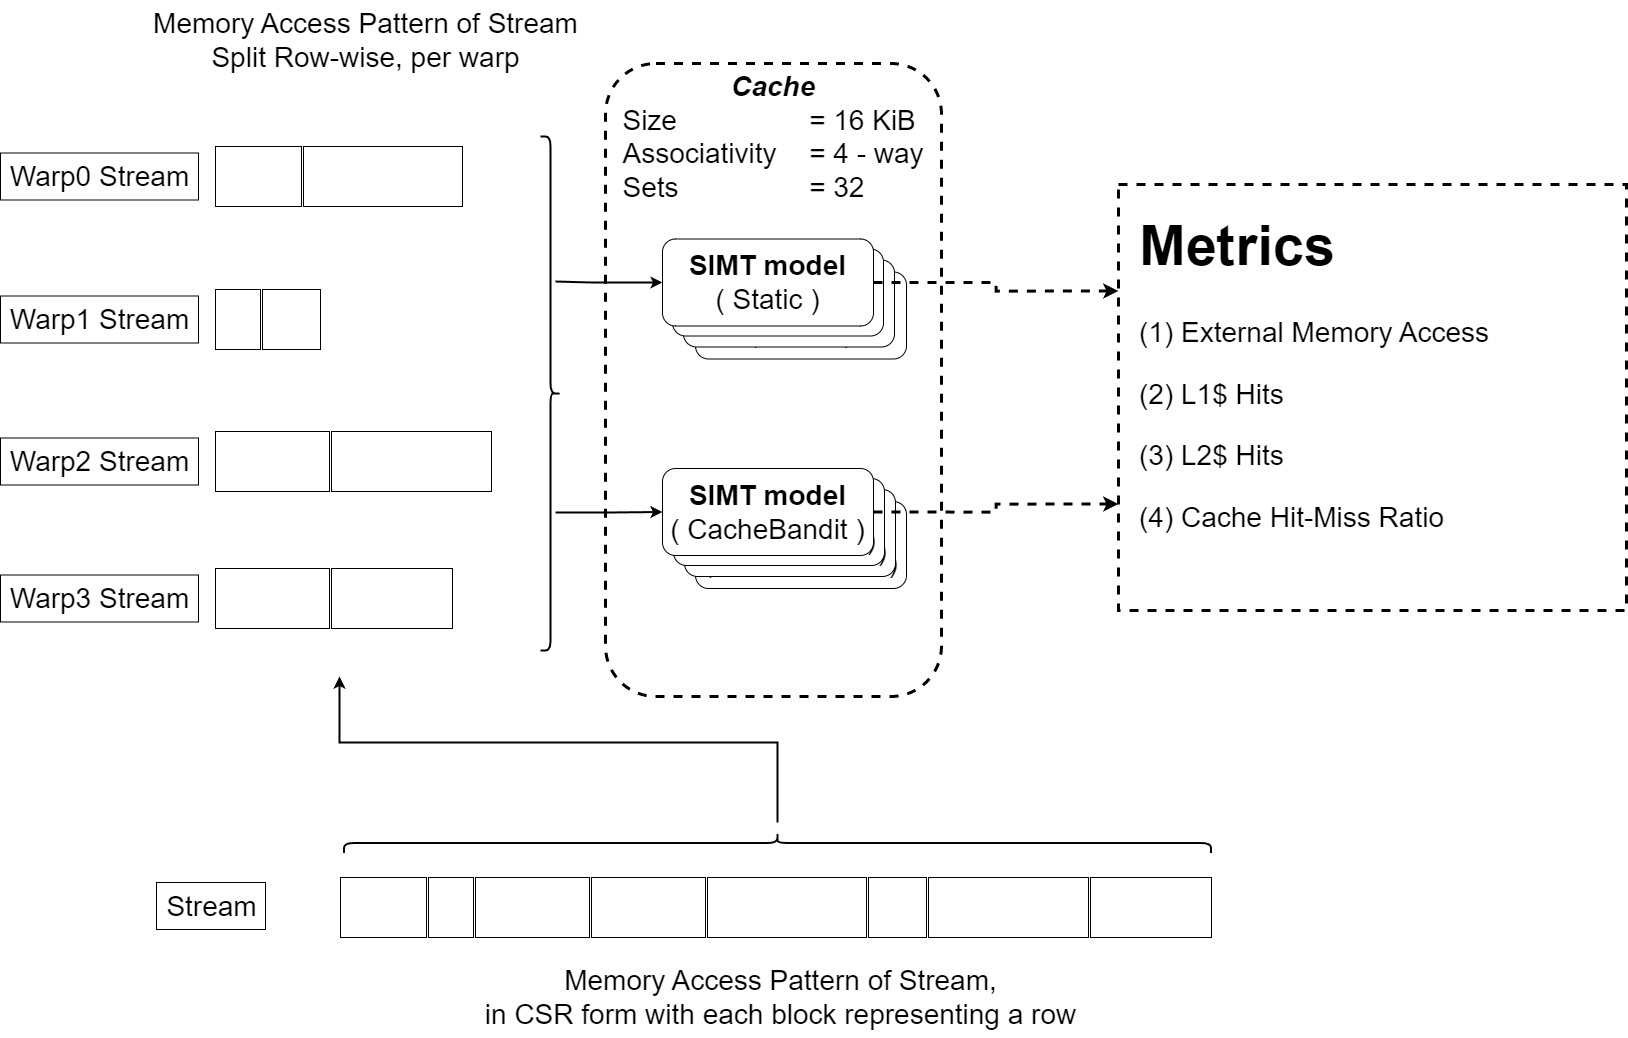 Memory Access Pattern of Stream
Split Row-wise, per warp
Cache
Size = 16 KiB
Associativity = 4 - way
Sets = 32
Warp0 Stream
Warp1 Stream
Warp2 Stream
Warp3 Stream
SIMT model
( Static )
SIMT model
( CacheBandit )
Metrics
(1) External Memory Access
(2) L1$ Hits
(3) L2$ Hits
(4) Cache Hit-Miss Ratio
Stream
Memory Access Pattern of Stream,
in CSR form with each block representing a row